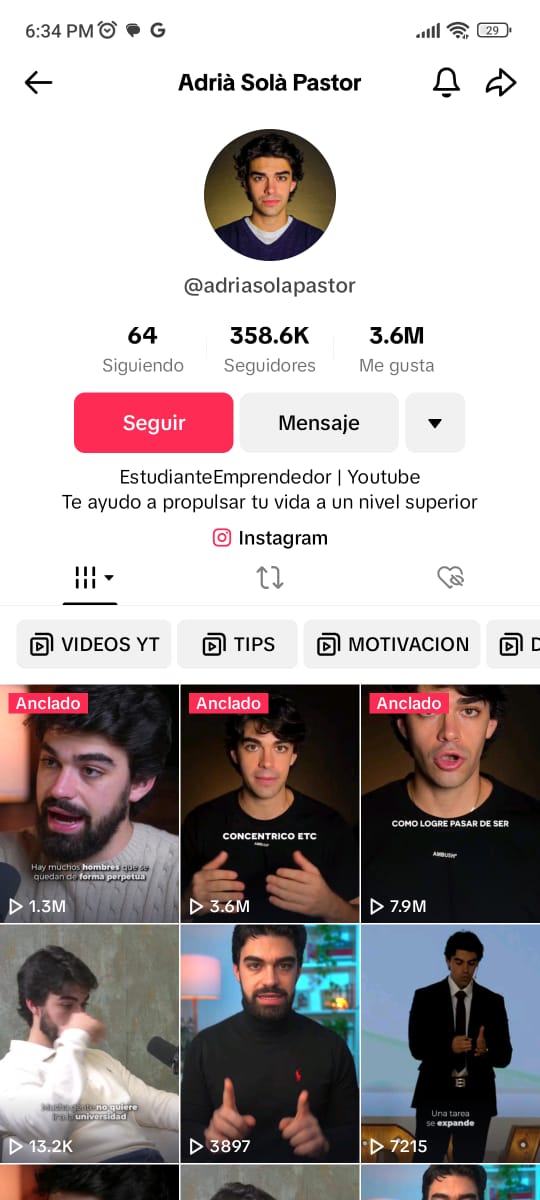 6:34 PM
G
29
Adrià Solà Pastor
@adriasolapastor
64
358.6K
3.6M
Siguiendo
Seguidores
Me gusta
Seguir
Mensaje
EstudianteEmprendedor | Youtube
Te ayudo a propulsar tu vida a un nivel superior
Instagram
VIDEOS YT
TIPS
MOTIVACION
Anclado
Hay muchos hombres que se
quedan de forma perpetua
1.3M
Anclado
CONCENTRICO ETC
AMBUSH
3.6M
Anclado
COMO LOGRE PASAR DE SER
AMBUSH
7.9M
Mucha gente no quiere
ir a la universidad
13.2K
3897
Una tarea
se expande
7215